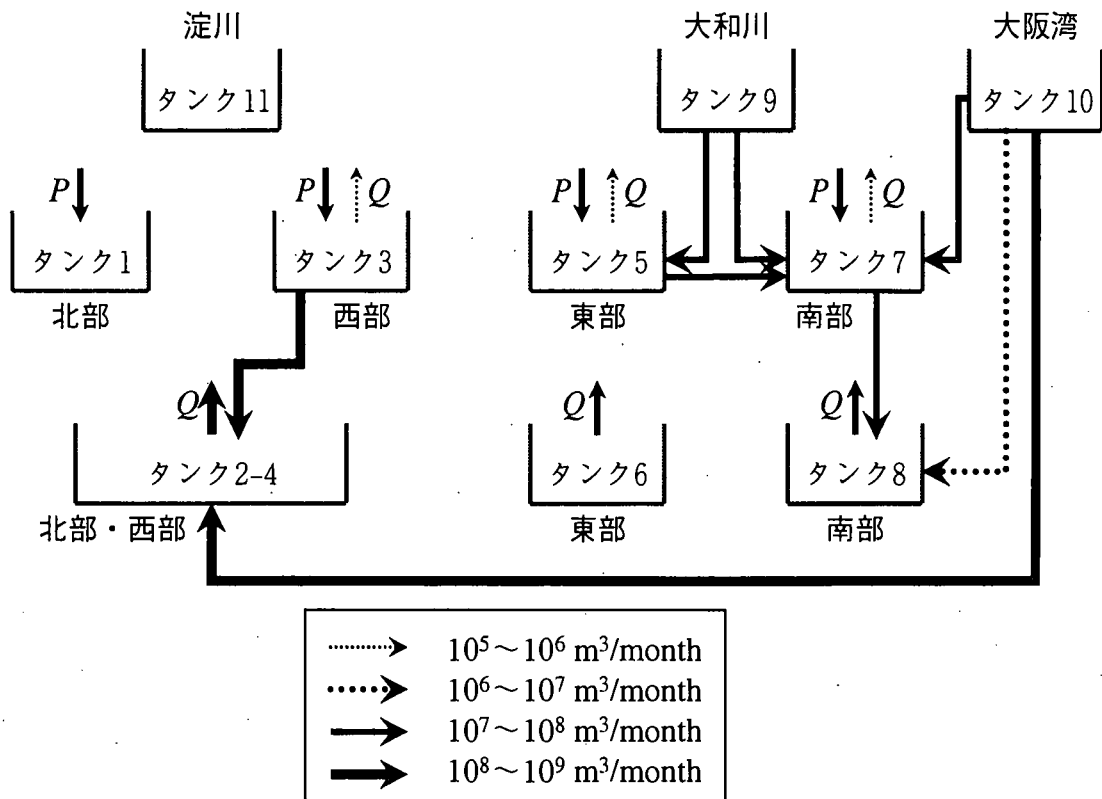 淀川
大和川
大阪湾
タンク11
タンク9
タンク10
P
P
Q
P
Q
P
Q
タンク1
タンク3
タンク5
タンク7
北部
西部
東部
南部
Q
Q
Q
タンク2-4
タンク6
タンク8
北部・西部
東部
南部
10⁵～10⁶ m³/month
10⁶～10⁷ m³/month
10⁷～10⁸ m³/month
10⁸～10⁹ m³/month